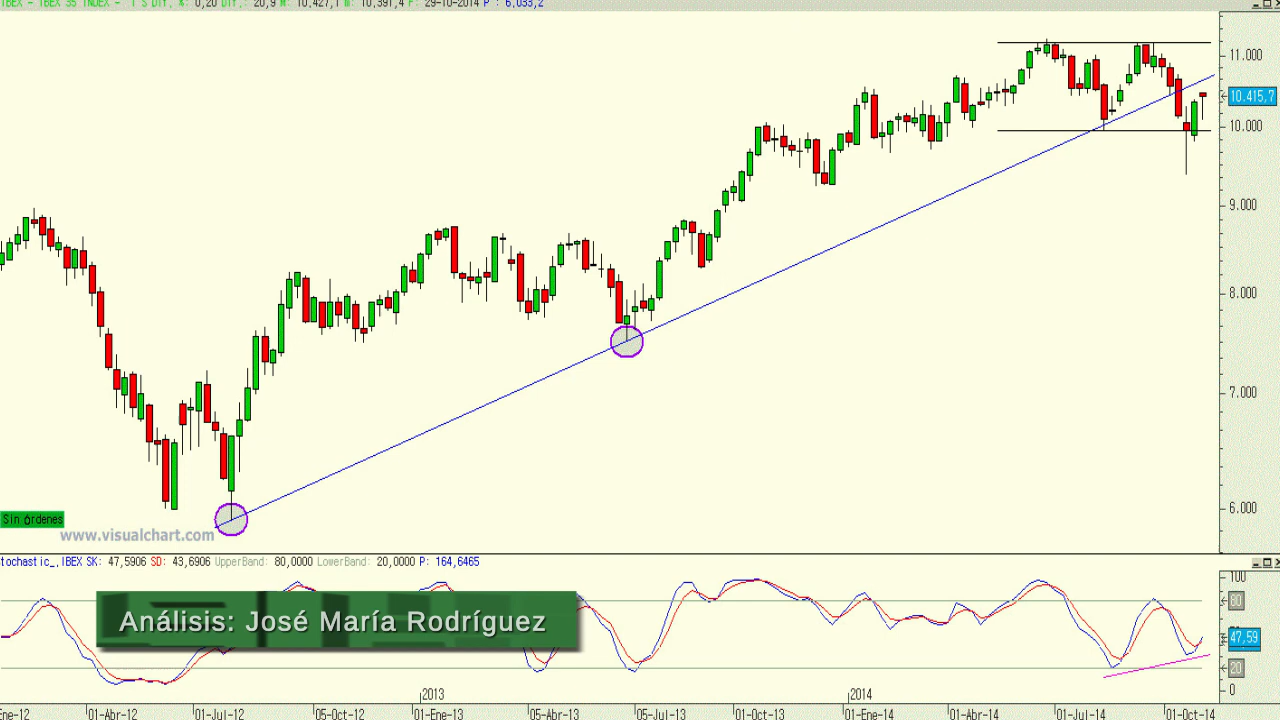 IBEX - IBEX 35 INDEX - 1 S DIV. %: 0,20 DIV.: 20,9 M: 10.427,1 m: 10.391,4 F: 29-10-2014 P : 6.033,2
11.000
10.415,7
10.000
9.000
8.000
7.000
6.000
Sin órdenes
www.visualchart.com
tochastic_,IBEX SK: 47,5906 SD: 43,6906 UpperBand: 80,0000 LowerBand: 20,0000 P: 164,6465
100
80
Análisis: José María Rodríguez
47,59
20
0
2013 2014
Ene-12 01-Abr-12 01-Jul-12 05-Oct-12 01-Ene-13 05-Abr-13 05-Jul-13 01-Oct-13 01-Ene-14 01-Abr-14 01-Jul-14 01-Oct-14